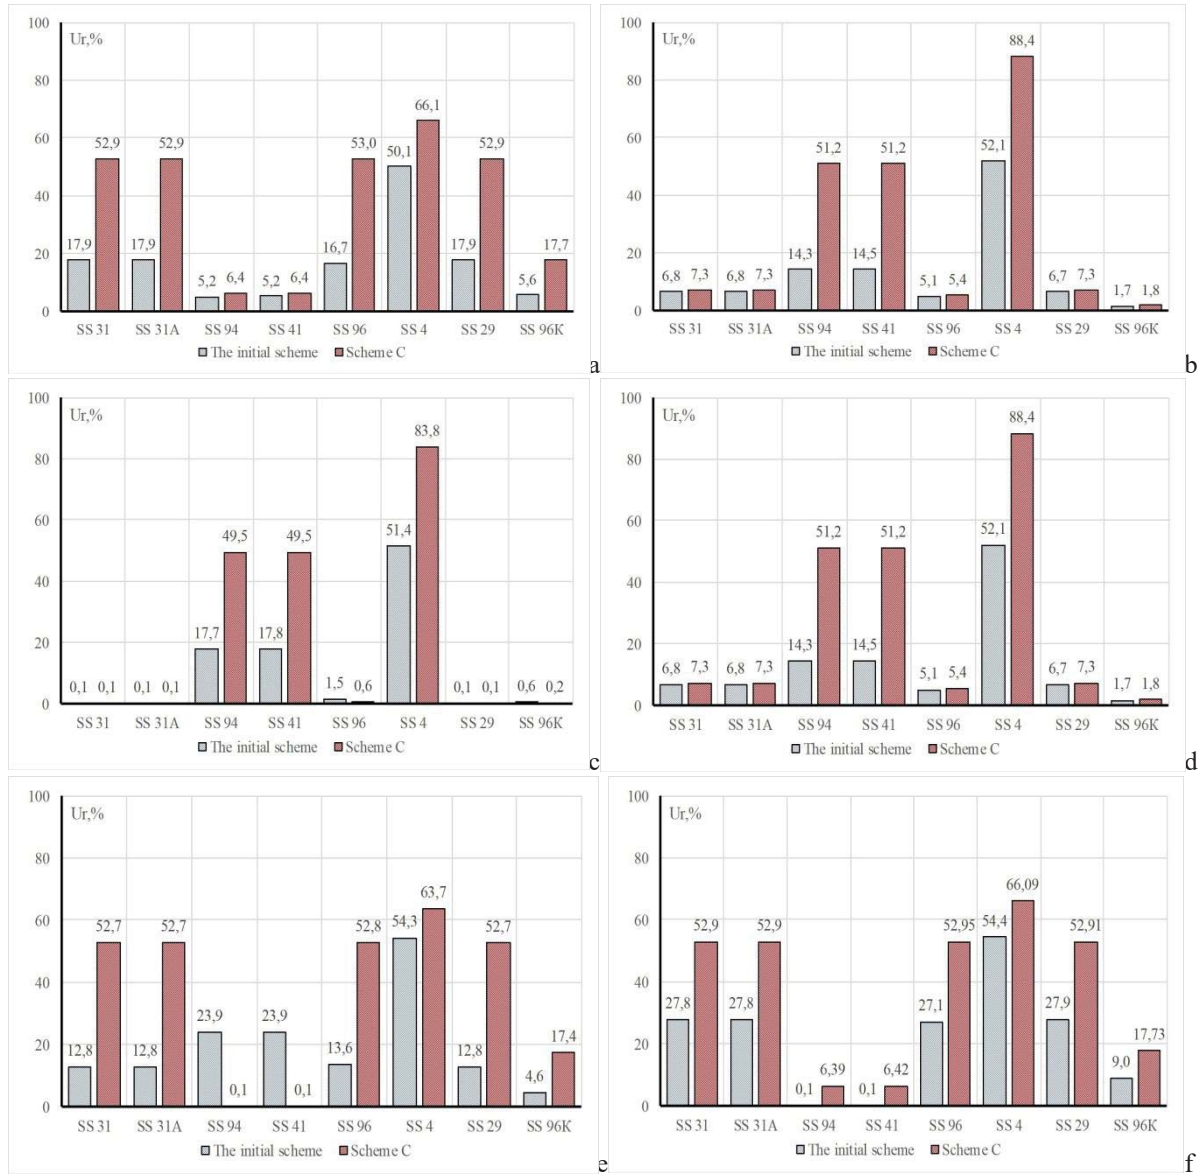 100
Ur,%
80
66,1
60
52,9 52,9 53,0 50,1 52,9
40
17,9 17,9 16,7 17,9 17,7
20
5,2 6,4 5,2 6,4 5,6
0
SS 31 SS 31A SS 94 SS 41 SS 96 SS 4 SS 29 SS 96K
The initial scheme Scheme C
a
100
Ur,%
88,4
80
60
51,2 51,2 52,1
40
20
14,3 14,5
6,8 7,3 6,8 7,3 5,1 5,4 6,7 7,3 1,7 1,8
0
SS 31 SS 31A SS 94 SS 41 SS 96 SS 4 SS 29 SS 96K
The initial scheme Scheme C
b
100
Ur,%
83,8
80
60
49,5 49,5 51,4
40
17,7 17,8
20
0,1 0,1 0,1 0,1 1,5 0,6 0,1 0,1 0,6 0,2
0
SS 31 SS 31A SS 94 SS 41 SS 96 SS 4 SS 29 SS 96K
The initial scheme Scheme C
c
100
Ur,%
88,4
80
60
51,2 51,2 52,1
40
20
14,3 14,5
6,8 7,3 6,8 7,3 5,1 5,4 6,7 7,3 1,7 1,8
0
SS 31 SS 31A SS 94 SS 41 SS 96 SS 4 SS 29 SS 96K
The initial scheme Scheme C
d
100
Ur,%
80
63,7
60
52,7 52,7 52,8 54,3 52,7
40
23,9 23,9
20
12,8 12,8 13,6 12,8 17,4
0,1 0,1 4,6
0
SS 31 SS 31A SS 94 SS 41 SS 96 SS 4 SS 29 SS 96K
The initial scheme Scheme C
e
100
Ur,%
80
66,09
60
52,9 52,9 52,95 54,4 52,91
40
27,8 27,8 27,1 27,9
20
17,73
0,1 6,39 0,1 6,42 9,0
0
SS 31 SS 31A SS 94 SS 41 SS 96 SS 4 SS 29 SS 96K
The initial scheme Scheme C
f